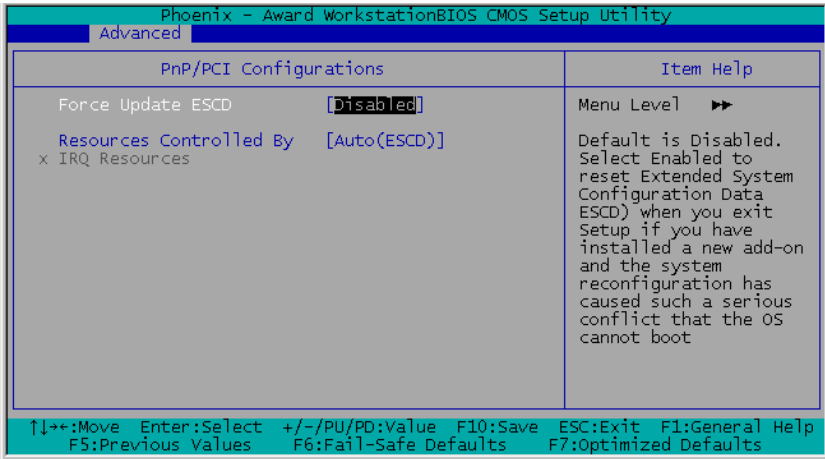 Phoenix - Award WorkstationBIOS CMOS Setup Utility
Advanced
PnP/PCI Configurations
Force Update ESCD [Disabled]
Resources Controlled By [Auto(ESCD)]
x IRQ Resources
Item Help
Menu Level ►►
Default is Disabled.
Select Enabled to
reset Extended System
Configuration Data
ESCD) when you exit
Setup if you have
installed a new add-on
and the system
reconfiguration has
caused such a serious
conflict that the OS
cannot boot
↑↓→←:Move Enter:Select +/-/PU/PD:Value F10:Save ESC:Exit F1:General Help
F5:Previous Values F6:Fail-Safe Defaults F7:Optimized Defaults